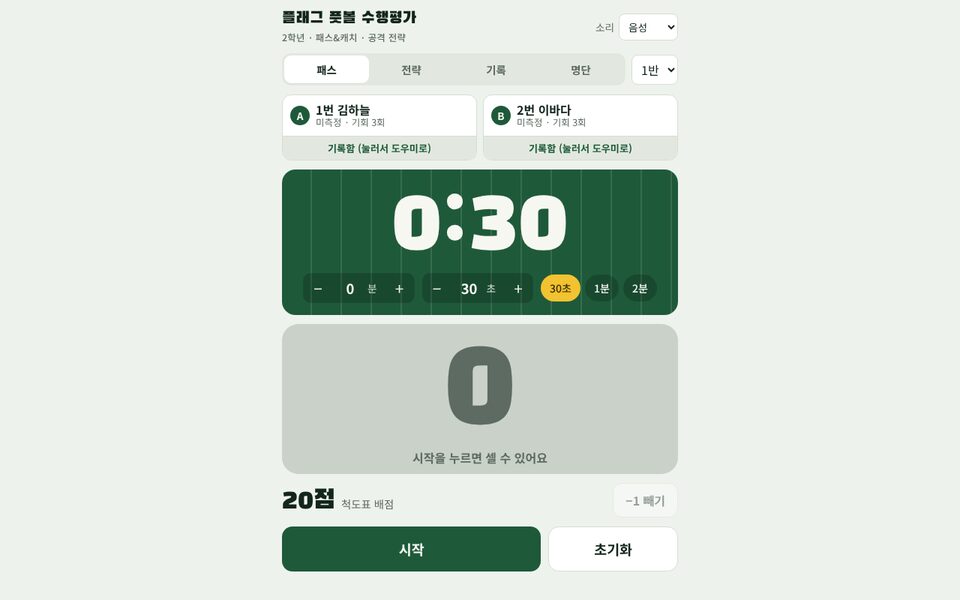 플래그 풋볼 수행평가
2학년 · 패스&캐치 · 공격 전략
소리 음성
패스 전략 기록 명단 1반
A 1번 김하늘
미측정 · 기회 3회
기록함 (눌러서 도우미로)
B 2번 이바다
미측정 · 기회 3회
기록함 (눌러서 도우미로)
0:30
− 0 분 + − 30 초 + 30초 1분 2분
0
시작을 누르면 셀 수 있어요
20점 척도표 배점 −1 빼기
시작 초기화